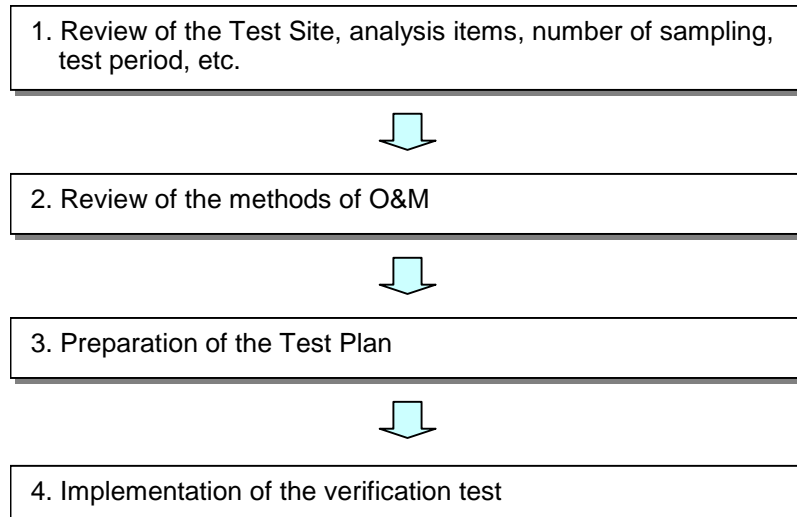 1. Review of the Test Site, analysis items, number of sampling,
test period, etc.
2. Review of the methods of O&M
3. Preparation of the Test Plan
4. Implementation of the verification test